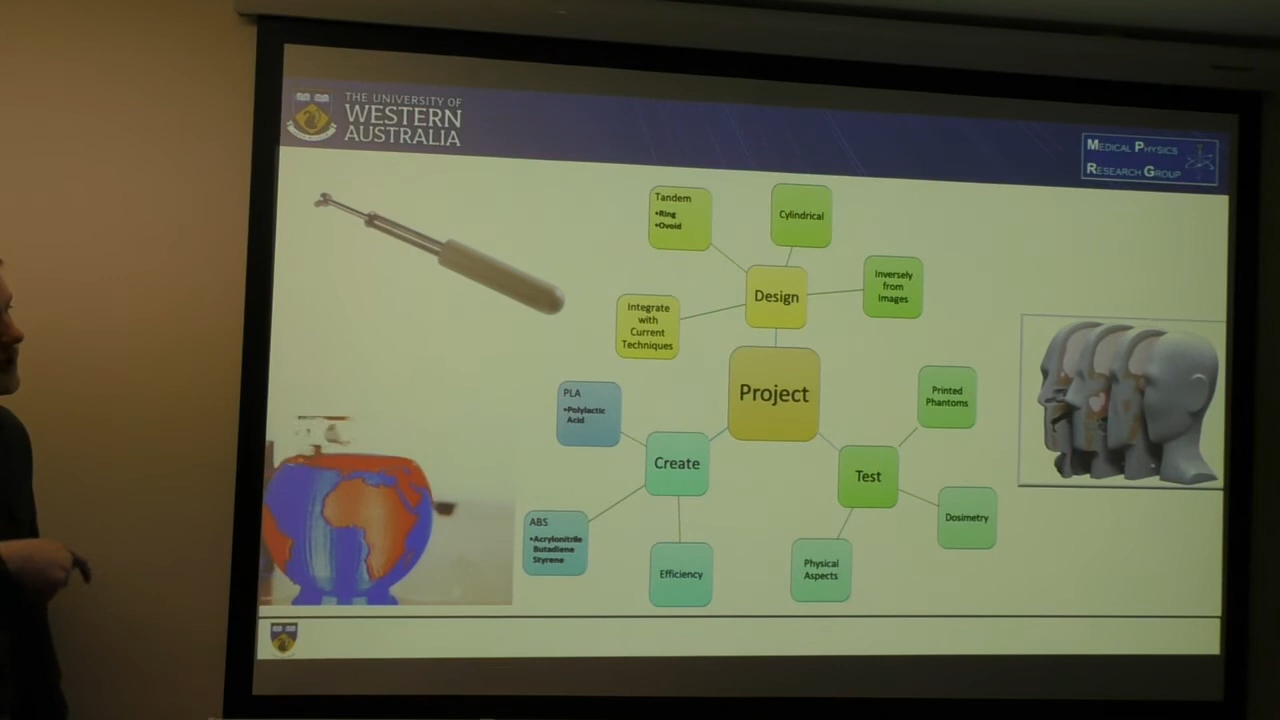 THE UNIVERSITY OF
WESTERN
AUSTRALIA
MEDICAL PHYSICS
RESEARCH GROUP
Tandem
•Ring
•Ovoid
Cylindrical
Inversely
from
Images
Design
Integrate
with
Current
Techniques
Project
PLA
•Polylactic
Acid
Create
ABS
•Acrylonitrile
Butadiene
Styrene
Efficiency
Test
Printed
Phantoms
Dosimetry
Physical
Aspects